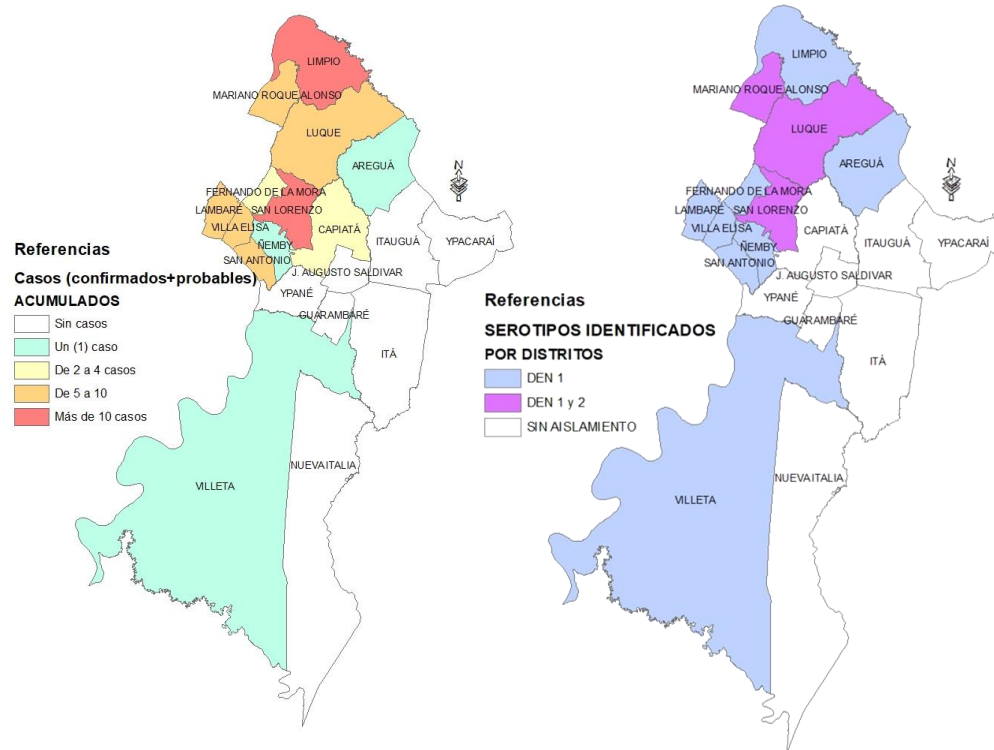 LIMPIO
MARIANO ROQUE ALONSO
LUQUE
AREGUÁ
N
FERNANDO DE LA MORA
LAMBARÉ
SAN LORENZO
VILLA ELISA
CAPIATÁ
ITAUGUÁ
YPACARAÍ
ÑEMBY
SAN ANTONIO
J. AUGUSTO SALDIVAR
YPANÉ
GUARAMBARÉ
ITÁ
NUEVA ITALIA
VILLETA
Referencias
Casos (confirmados+probables)
ACUMULADOS
Sin casos
Un (1) caso
De 2 a 4 casos
De 5 a 10
Más de 10 casos
LIMPIO
MARIANO ROQUE ALONSO
LUQUE
AREGUÁ
N
FERNANDO DE LA MORA
LAMBARÉ
SAN LORENZO
VILLA ELISA
CAPIATÁ
ITAUGUÁ
YPACARAÍ
ÑEMBY
SAN ANTONIO
J. AUGUSTO SALDIVAR
YPANÉ
GUARAMBARÉ
ITÁ
NUEVA ITALIA
VILLETA
Referencias
SEROTIPOS IDENTIFICADOS
POR DISTRITOS
DEN 1
DEN 1 y 2
SIN AISLAMIENTO